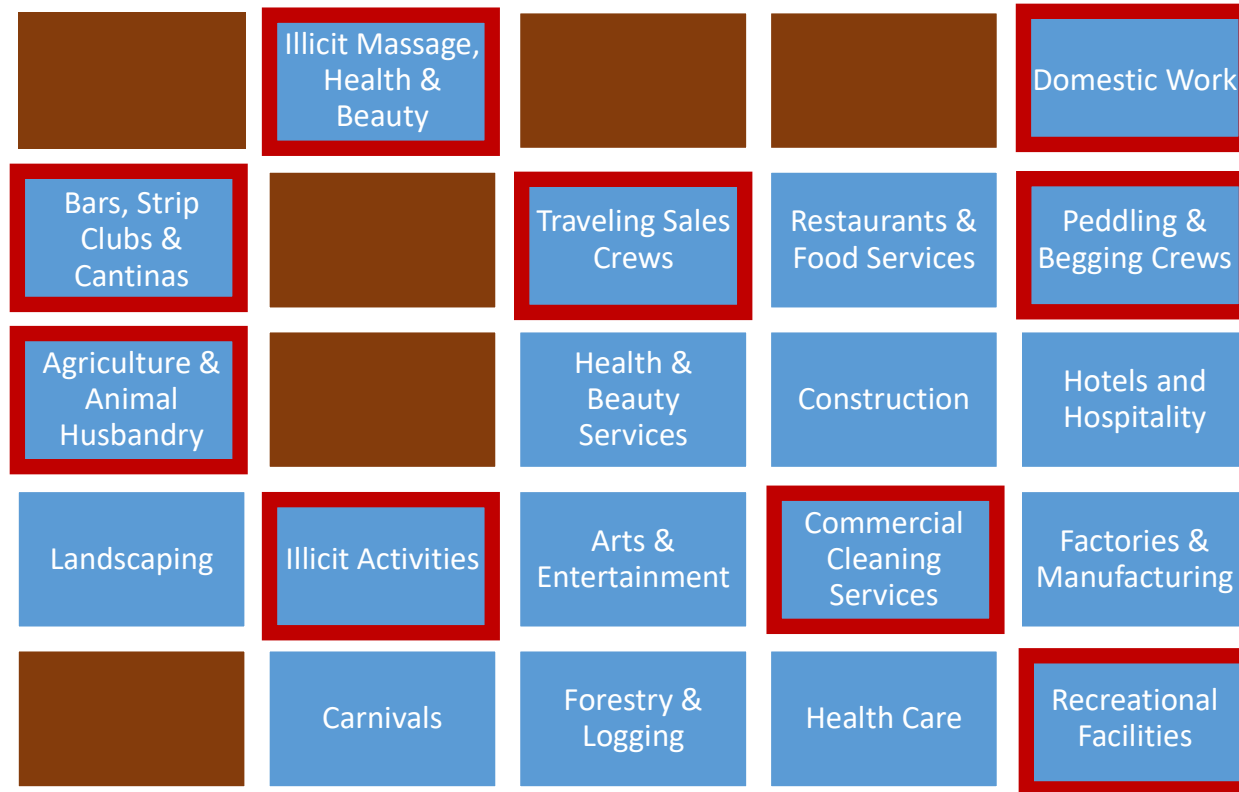 Illicit Massage,
Health &
Beauty
Domestic Work
Bars, Strip
Clubs &
Cantinas
Traveling Sales
Crews
Restaurants &
Food Services
Peddling &
Begging Crews
Agriculture &
Animal
Husbandry
Health &
Beauty
Services
Construction
Hotels and
Hospitality
Landscaping
Illicit Activities
Arts &
Entertainment
Commercial
Cleaning
Services
Factories &
Manufacturing
Carnivals
Forestry &
Logging
Health Care
Recreational
Facilities